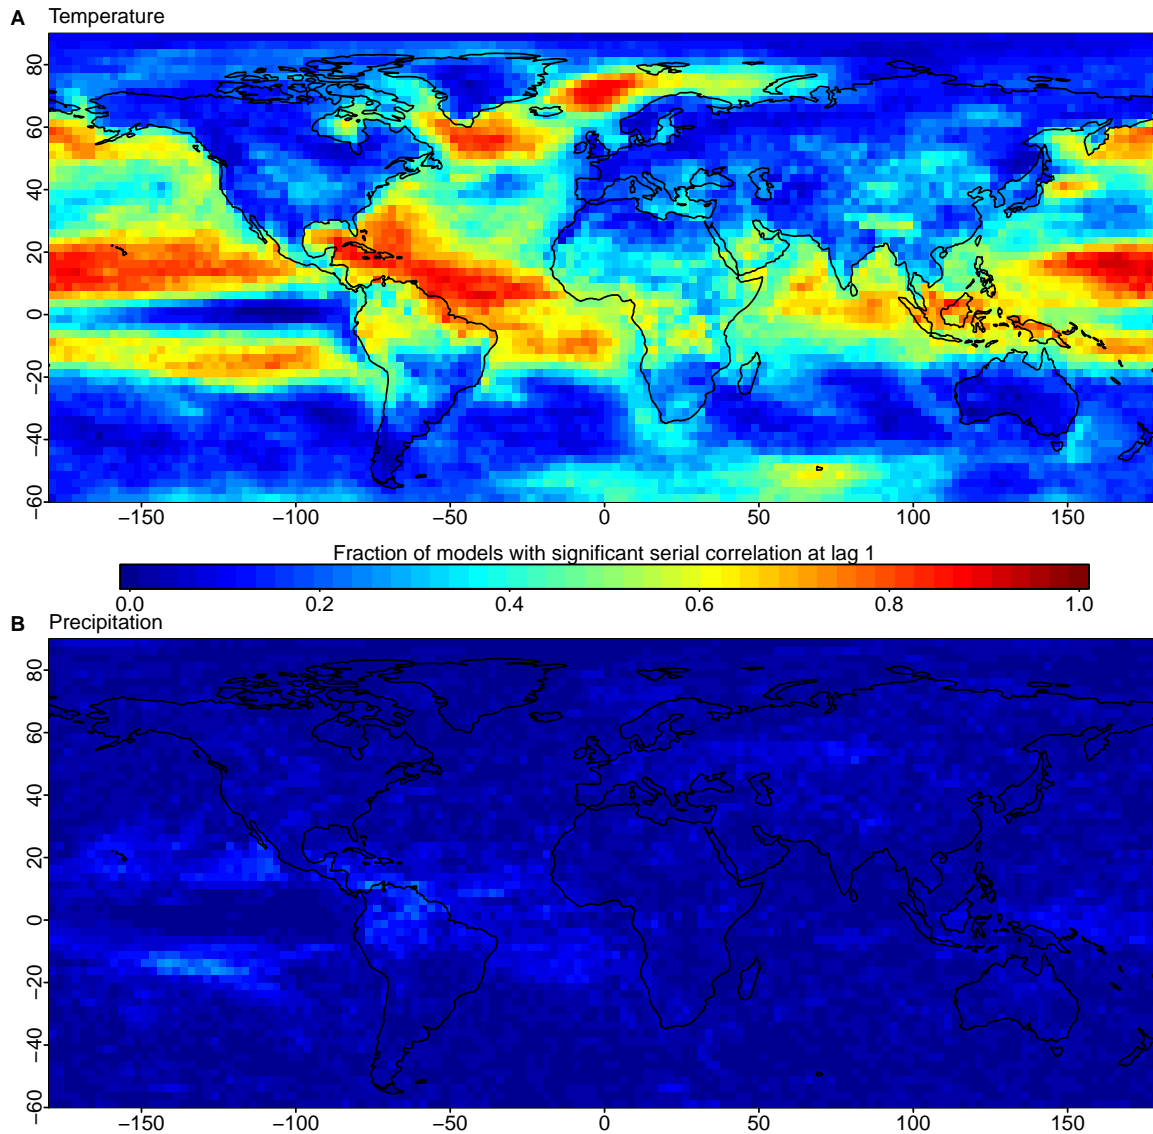 A Temperature
80
60
40
20
0
−20
−40
−60
−150 −100 −50 0 50 100 150
Fraction of models with significant serial correlation at lag 1
0.0 0.2 0.4 0.6 0.8 1.0
B Precipitation
80
60
40
20
0
−20
−40
−60
−150 −100 −50 0 50 100 150